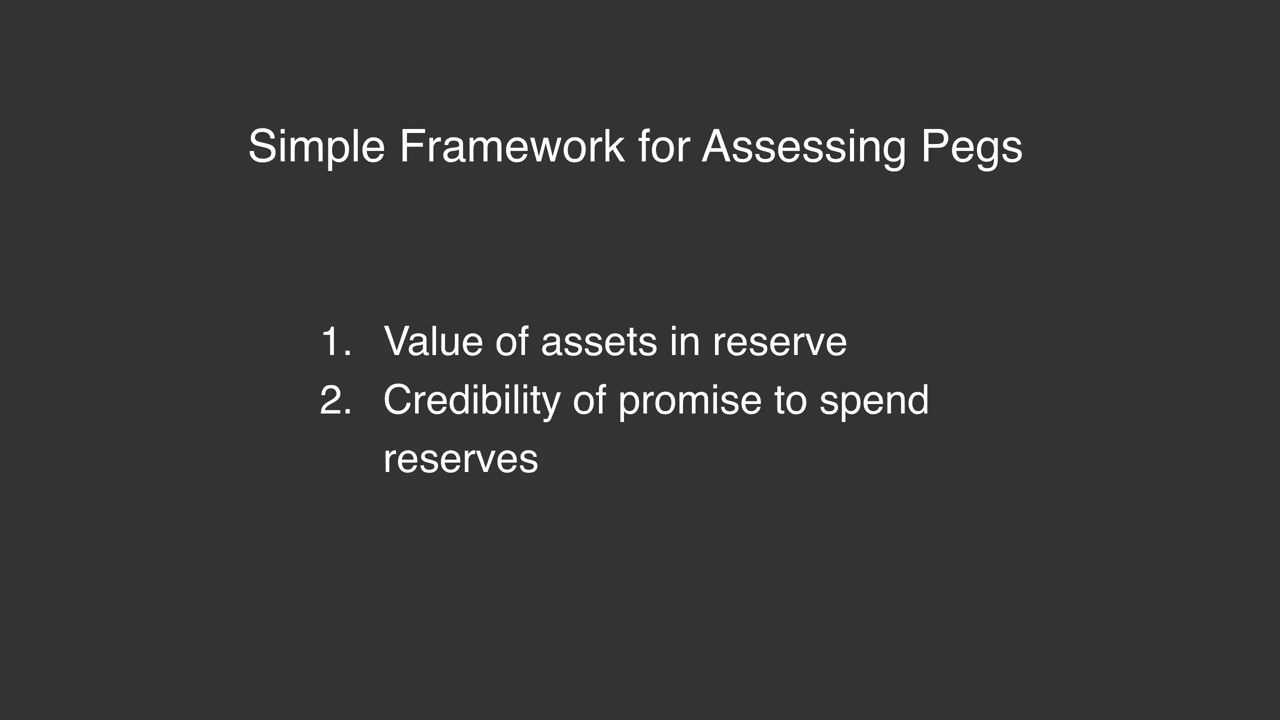 Simple Framework for Assessing Pegs
1. Value of assets in reserve
2. Credibility of promise to spend
reserves